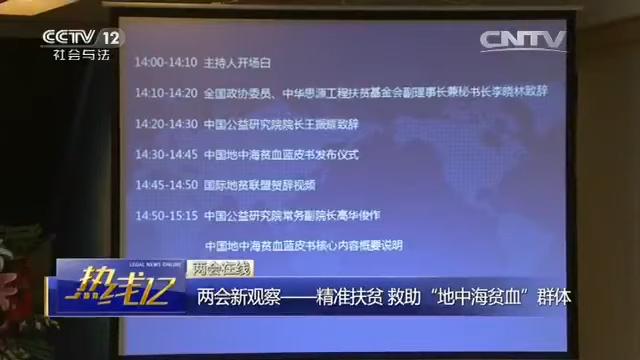 CCTV 12
社会与法
CNTV
14:00-14:10 主持人开场白
14:10-14:20 全国政协委员、中华思源工程扶贫基金会副理事长兼秘书长李晓林致辞
14:20-14:30 中国公益研究院院长王振耀致辞
14:30-14:45 中国地中海贫血蓝皮书发布仪式
14:45-14:50 国际地贫联盟贺辞视频
14:50-15:15 中国公益研究院常务副院长高华俊作
中国地中海贫血蓝皮书核心内容概要说明
LEGAL NEWS ONLINE
热线12
两会在线
两会新观察——精准扶贫 救助“地中海贫血”群体